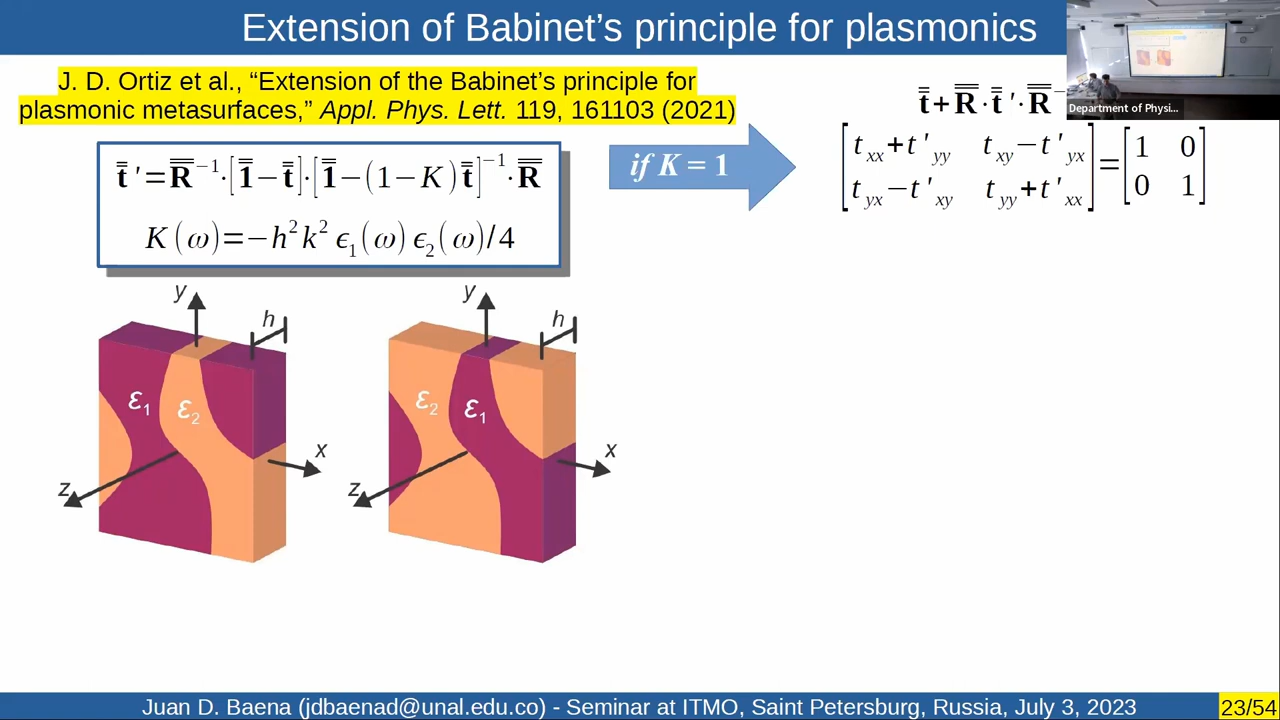 Extension of Babinet's principle for plasmonics
J. D. Ortiz et al., “Extension of the Babinet's principle for
plasmonic metasurfaces,” Appl. Phys. Lett. 119, 161103 (2021)
t̿ '=R̿⁻¹·[1̿−t̿]·[1̿−(1−K)t̿]⁻¹·R̿
K(ω)=−h²k² ϵ₁(ω) ϵ₂(ω)/4
if K = 1
t̿+R̿·t̿ '·R̿⁻
[t_xx+t'_yy t_xy−t'_yx
t_yx−t'_xy t_yy+t'_xx]=[1 0
0 1]
Department of Physi...
y h
ε₁ ε₂
x
z
y h
ε₂ ε₁
x
z
Juan D. Baena (jdbaenad@unal.edu.co) - Seminar at ITMO, Saint Petersburg, Russia, July 3, 2023
23/54